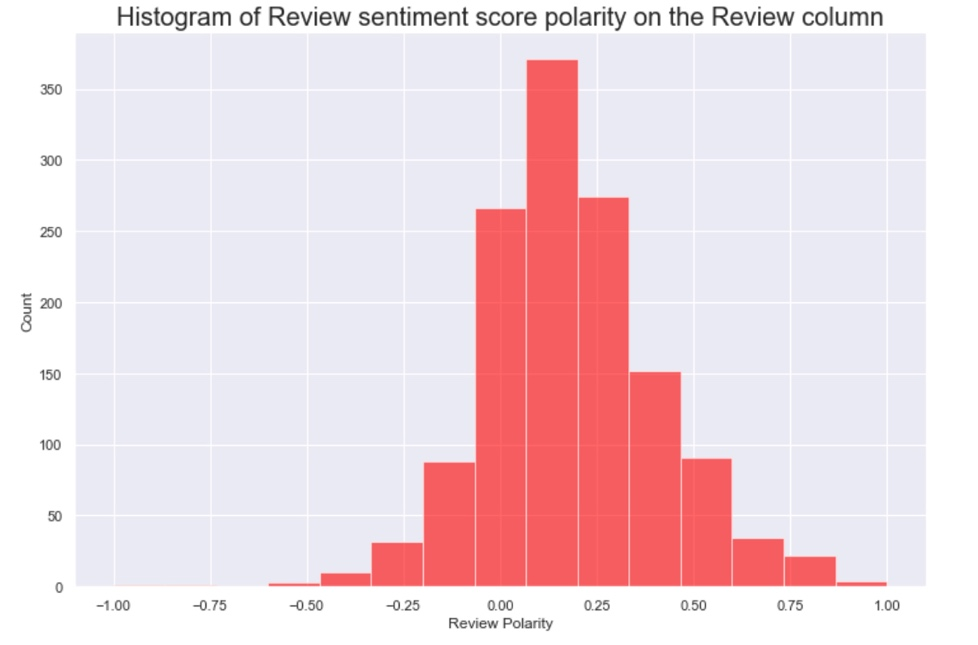 Histogram of Review sentiment score polarity on the Review column
350
300
250
200
150
100
50
0
Count
−1.00 −0.75 −0.50 −0.25 0.00 0.25 0.50 0.75 1.00
Review Polarity